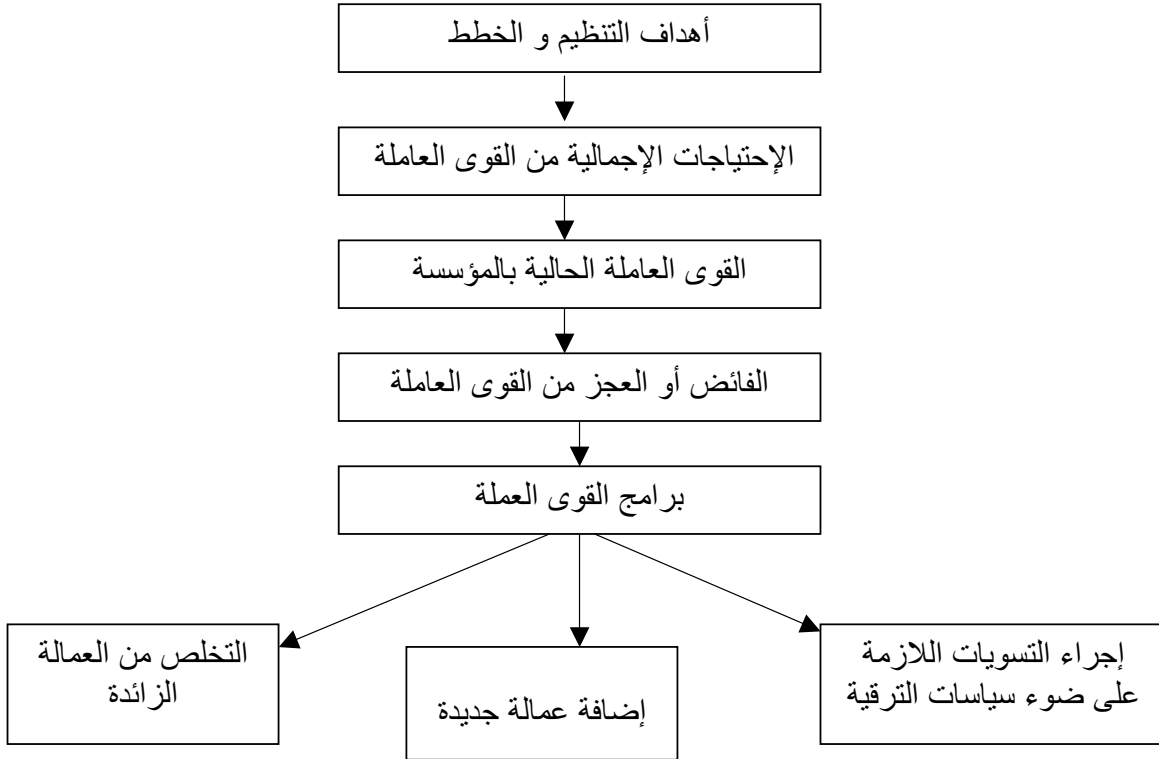 أهداف التنظيم و الخطط
الإحتياجات الإجمالية من القوى العاملة
القوى العاملة الحالية بالمؤسسة
الفائض أو العجز من القوى العاملة
برامج القوى العملة
إجراء التسويات اللازمة
على ضوء سياسات الترقية
إضافة عمالة جديدة
التخلص من العمالة
الزائدة